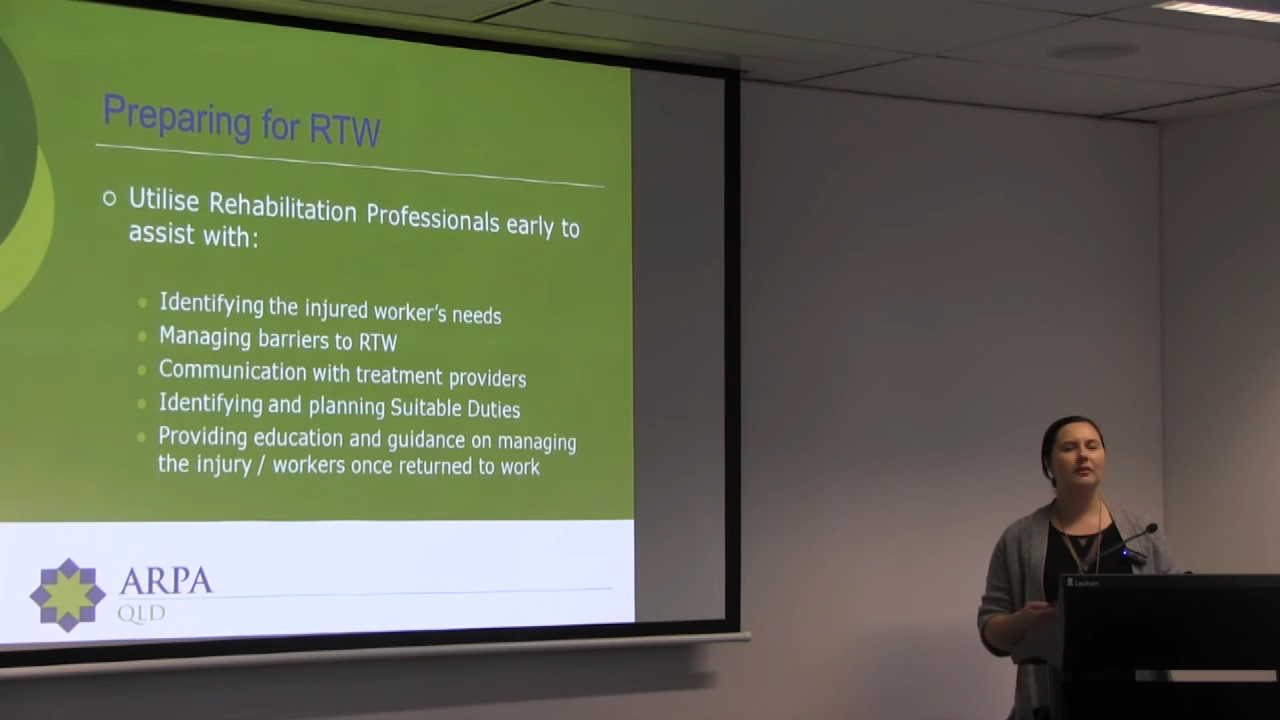 Preparing for RTW
Utilise Rehabilitation Professionals early to
assist with:
Identifying the injured worker's needs
Managing barriers to RTW
Communication with treatment providers
Identifying and planning Suitable Duties
Providing education and guidance on managing
the injury / workers once returned to work
ARPA
QLD
Lectrum